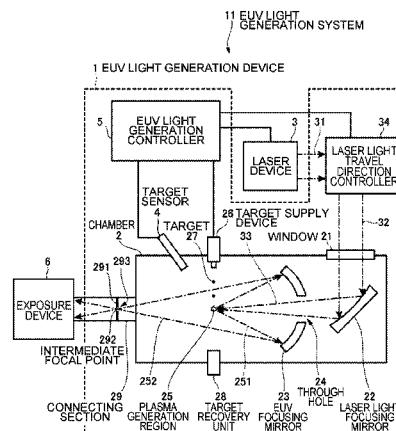 11 EUV LIGHT
GENERATION SYSTEM
1 EUV LIGHT GENERATION DEVICE
5
EUV LIGHT
GENERATION
CONTROLLER
3
31
LASER
DEVICE
34
LASER LIGHT
TRAVEL
DIRECTION
CONTROLLER
TARGET
SENSOR
4
TARGET
26 TARGET SUPPLY
DEVICE
32
CHAMBER
2
27
33
WINDOW 21
6
291
293
EXPOSURE
DEVICE
292
INTERMEDIATE
FOCAL POINT
252
25
251
24
THROUGH
HOLE
CONNECTING
SECTION
29
PLASMA
GENERATION
REGION
28
TARGET
RECOVERY
UNIT
23
EUV
FOCUSING
MIRROR
22
LASER LIGHT
FOCUSING
MIRROR